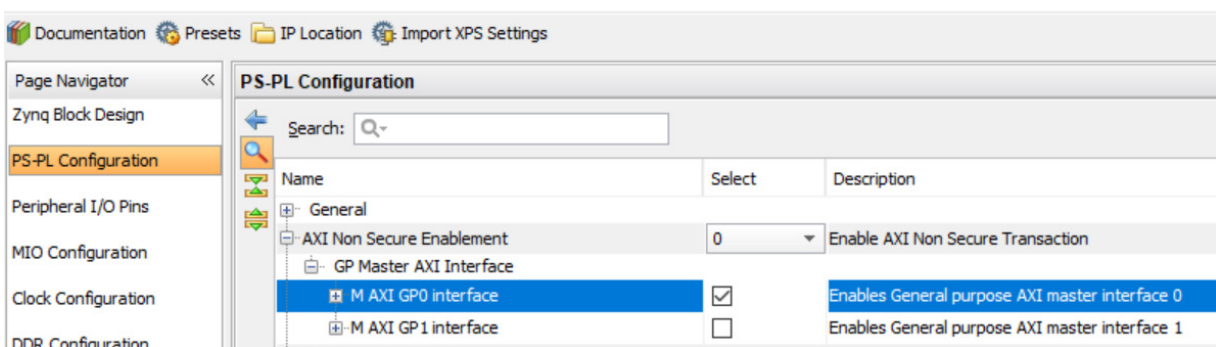 Documentation Presets IP Location Import XPS Settings
Page Navigator « PS-PL Configuration
Zynq Block Design
PS-PL Configuration
Peripheral I/O Pins
MIO Configuration
Clock Configuration
DDR Configuration
Search:
Name Select Description
General
AXI Non Secure Enablement 0 Enable AXI Non Secure Transaction
GP Master AXI Interface
M AXI GP0 interface Enables General purpose AXI master interface 0
M AXI GP1 interface Enables General purpose AXI master interface 1